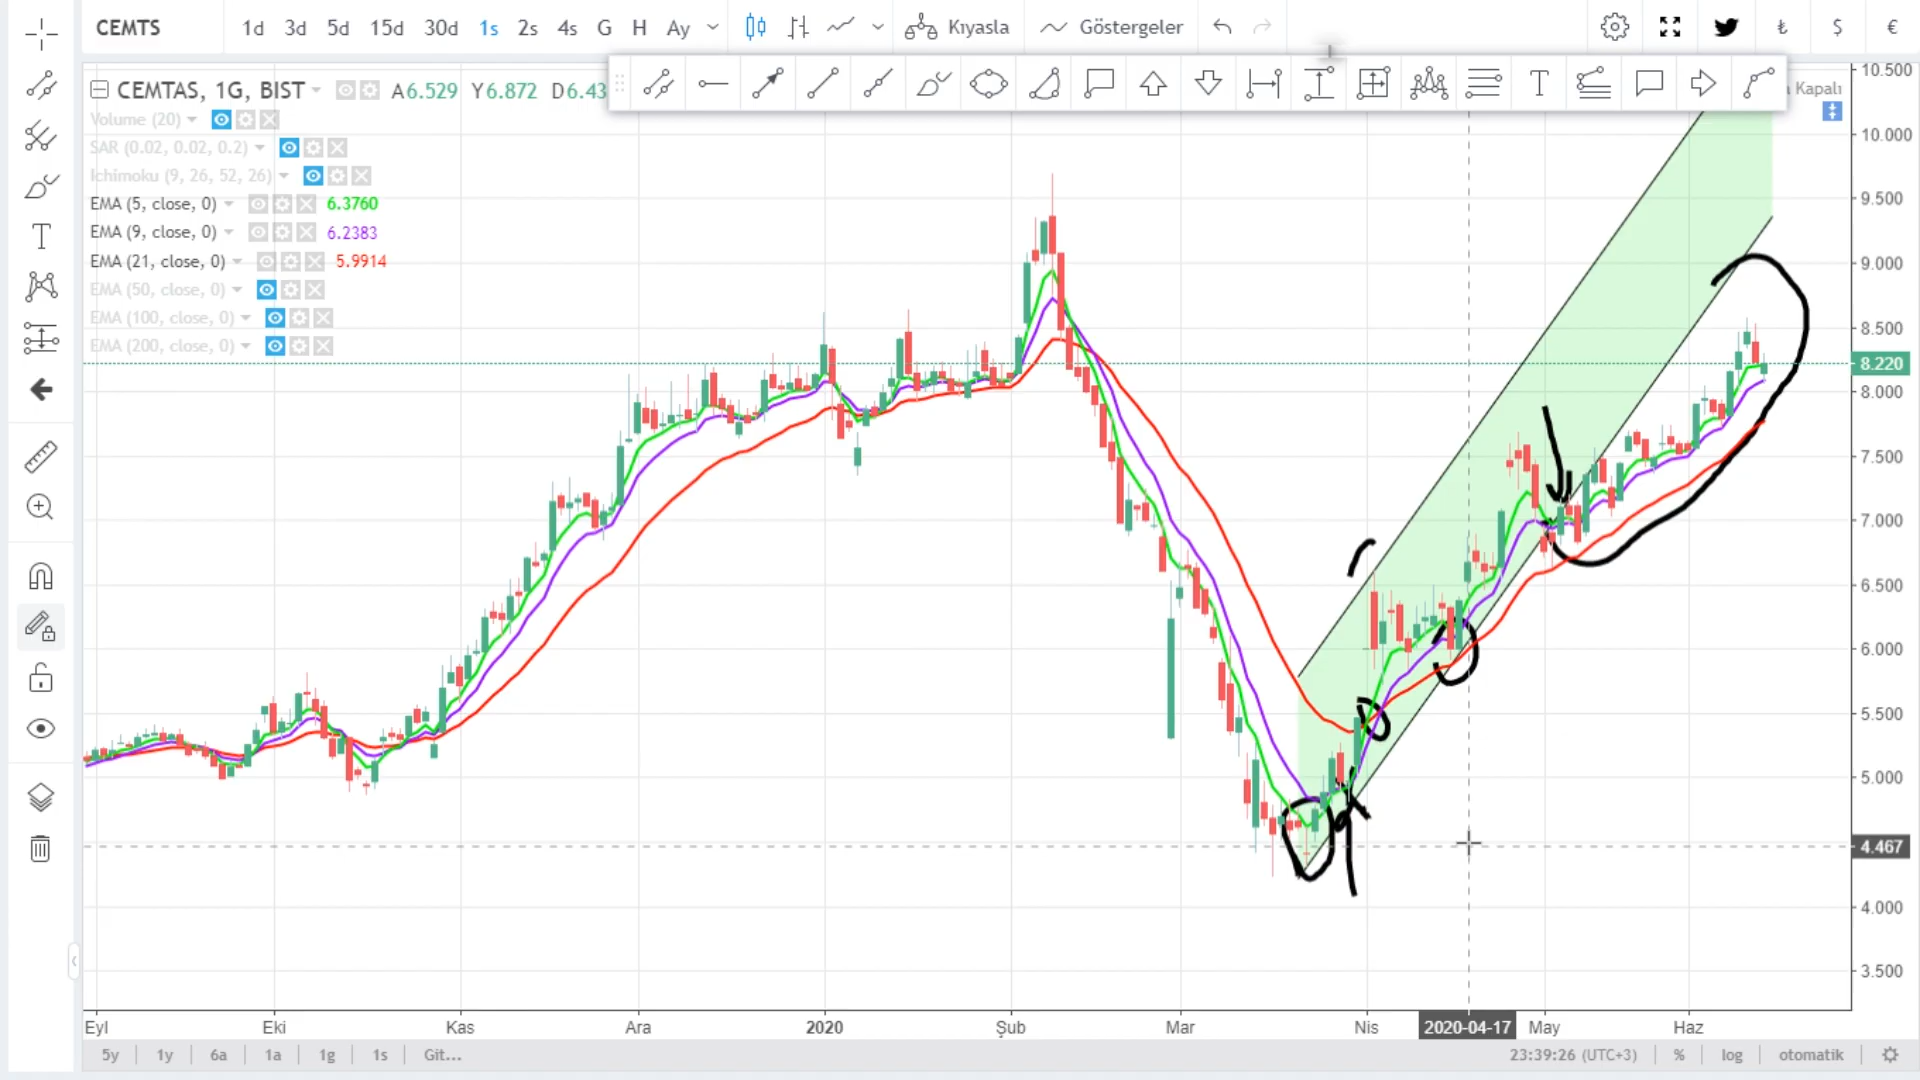 CEMTS 1d 3d 5d 15d 30d 1s 2s 4s G H Ay Kıyasla Göstergeler ₺ $ €
CEMTAS, 1G, BIST A6.529 Y6.872 D6.43
Kapalı
Volume (20)
SAR (0.02, 0.02, 0.2)
Ichimoku (9, 26, 52, 26)
EMA (5, close, 0) 6.3760
EMA (9, close, 0) 6.2383
EMA (21, close, 0) 5.9914
EMA (50, close, 0)
EMA (100, close, 0)
EMA (200, close, 0)
10.500
10.000
9.500
9.000
8.500
8.220
8.000
7.500
7.000
6.500
6.000
5.500
5.000
4.467
4.000
3.500
Eyl Eki Kas Ara 2020 Şub Mar Nis 2020-04-17 May Haz
5y 1y 6a 1a 1g 1s Git... 23:39:26 (UTC+3) % log otomatik